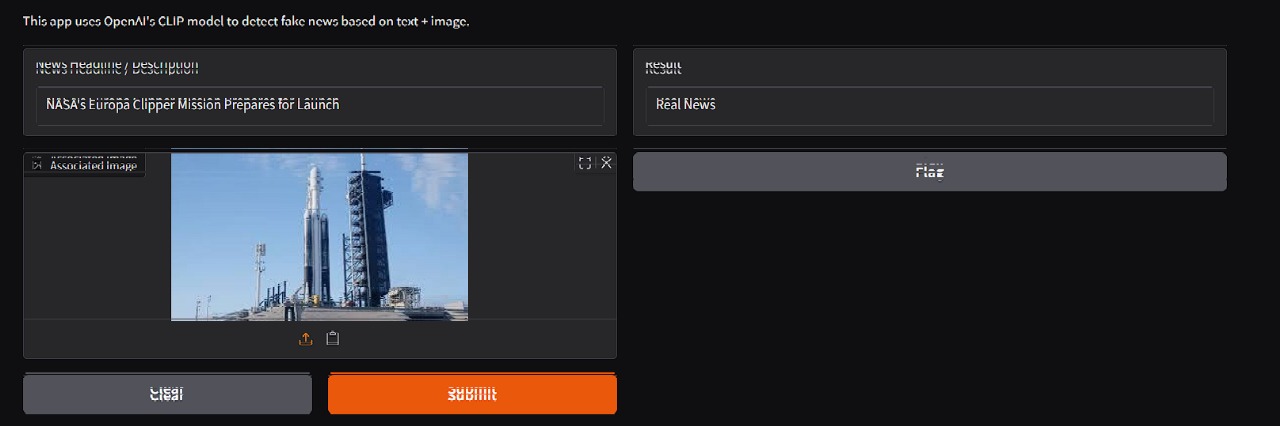 This app uses OpenAI's CLIP model to detect fake news based on text + image.
News Headline / Description
NASA's Europa Clipper Mission Prepares for Launch
Result
Real News
Associated Image
Flag
Clear
Submit